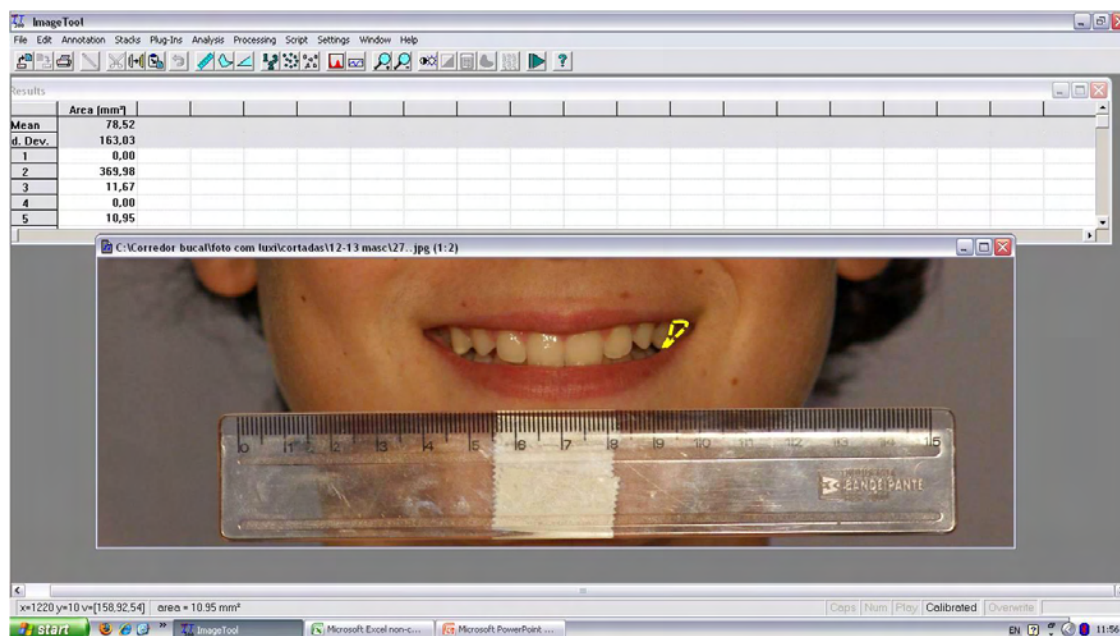 ImageTool
File Edit Annotation Stacks Plug-Ins Analysis Processing Script Settings Window Help
Results
Area (mm²)
Mean 78,52
d. Dev. 163,03
1 0,00
2 369,98
3 11,67
4 0,00
5 10,95
C:\Corredor bucal\foto com luxi\cortadas\12-13 masc\27..jpg (1:2)
0 1 2 3 4 5 6 7 8 9 10 11 12 13 14 15
BANDEIRANTE
x=1220 y=10 v=[158,92,54] area = 10.95 mm²
Caps Num Play Calibrated Overwrite
start
ImageTool
Microsoft Excel non-c...
Microsoft PowerPoint ...
EN
11:56